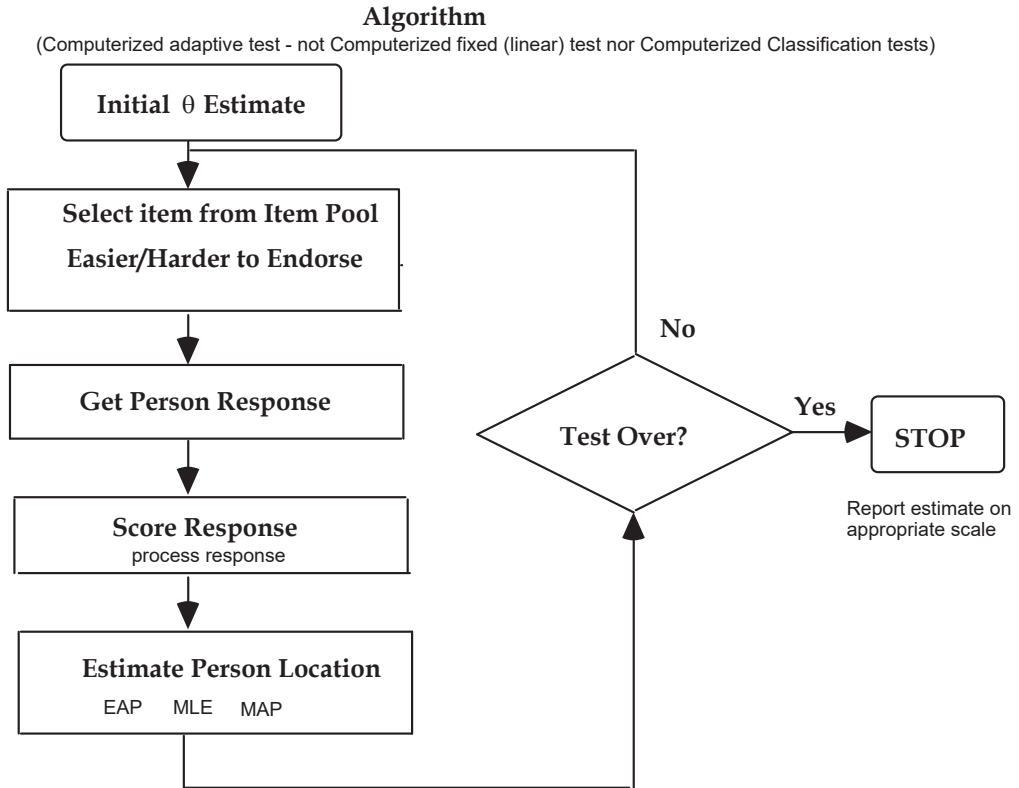 Algorithm
(Computerized adaptive test - not Computerized fixed (linear) test nor Computerized Classification tests)
Initial θ Estimate
Select item from Item Pool
Easier/Harder to Endorse
Get Person Response
Score Response
process response
Estimate Person Location
EAP MLE MAP
No
Test Over?
Yes
STOP
Report estimate on
appropriate scale